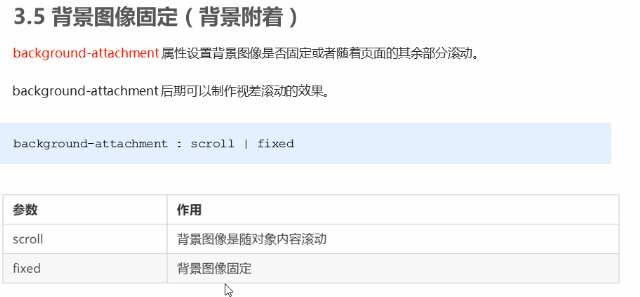 3.5 背景图像固定（背景附着）
background-attachment 属性设置背景图像是否固定或者随着页面的其余部分滚动。
background-attachment 后期可以制作视差滚动的效果。
background-attachment : scroll | fixed
参数 作用
scroll 背景图像是随对象内容滚动
fixed 背景图像固定